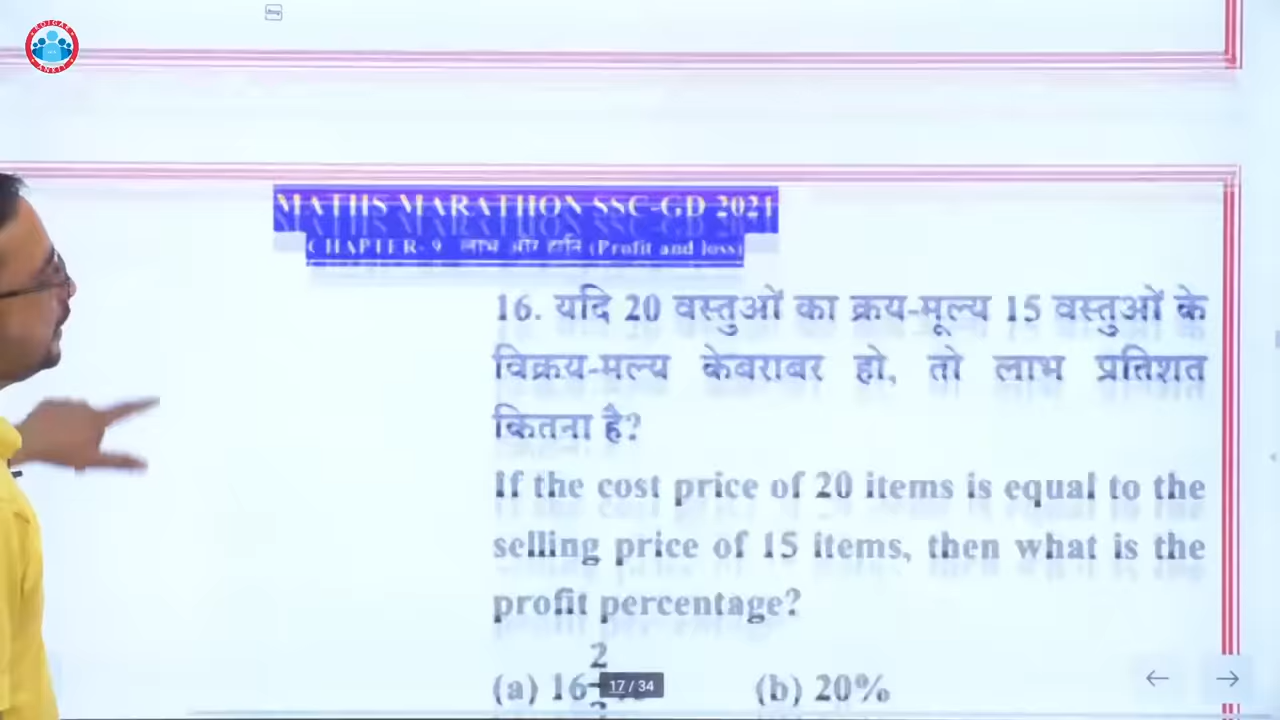 MATHS MARATHON SSC-GD 2021
CHAPTER- 9 लाभ और हानि (Profit and loss)
16. यदि 20 वस्तुओं का क्रय-मूल्य 15 वस्तुओं के
विक्रय-मल्य केबराबर हो, तो लाभ प्रतिशत
कितना है?
If the cost price of 20 items is equal to the
selling price of 15 items, then what is the
profit percentage?
(a) 16 2
(b) 20%
17 / 34